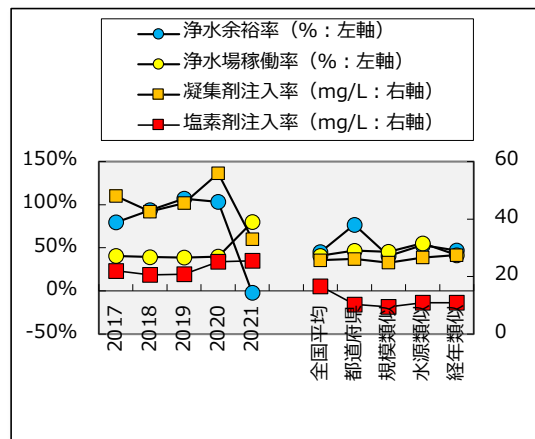 浄水余裕率（%：左軸）
浄水場稼働率（%：左軸）
凝集剤注入率（mg/L：右軸）
塩素剤注入率（mg/L：右軸）
150%
100%
50%
0%
-50%
60
40
20
0
2017
2018
2019
2020
2021
全国平均
都道府県
規模類似
水源類似
経年類似